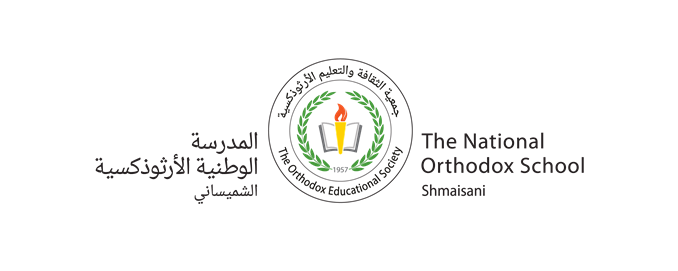 المدرسة
الوطنية الأرثوذكسية
الشميساني
جمعية الثقافة والتعليم الأرثوذكسية
1957
The Orthodox Educational Society
The National
Orthodox School
Shmaisani